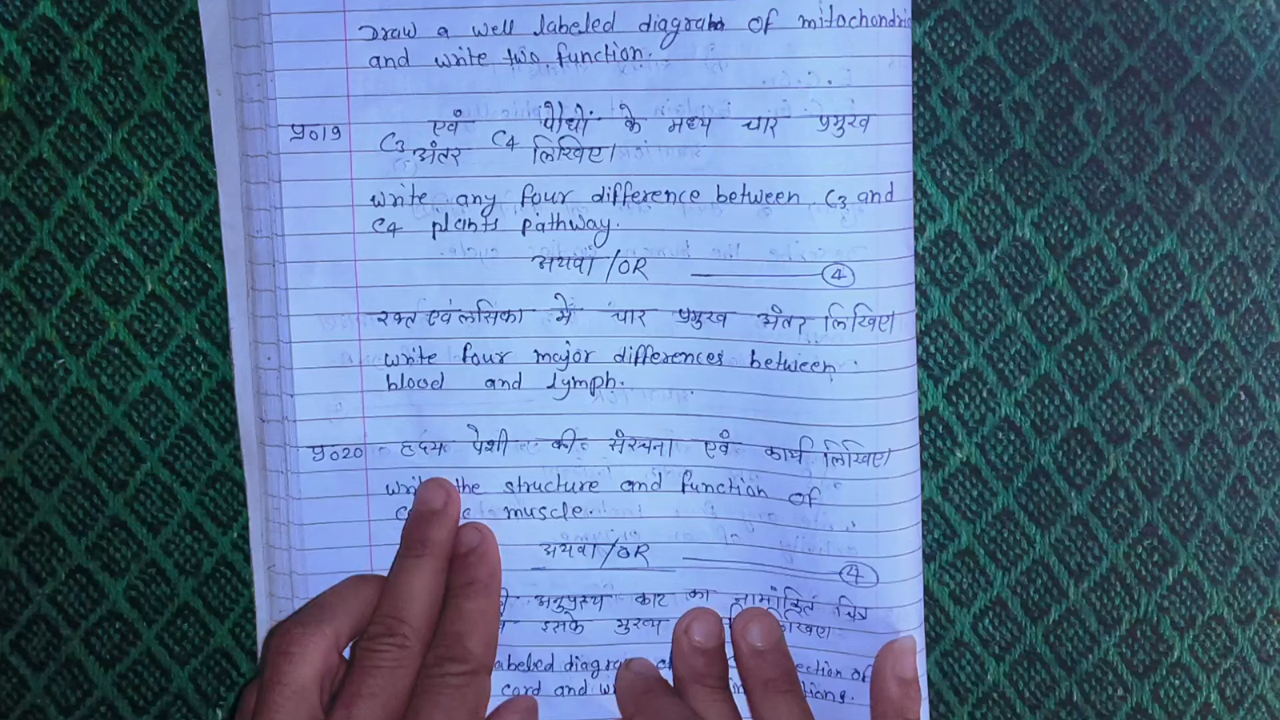 Draw a well labeled diagram of mitochondria
and write two function.
प्र०19 C3 एवं C4 पौधों के मध्य चार प्रमुख
अंतर लिखिए।
write any four difference between C3 and
C4 plants pathway.
अथवा /OR ④
रक्त एवं लसिका में चार प्रमुख अंतर लिखिए।
write four major differences between
blood and lymph.
प्र०20 हृदय पेशी की संरचना एवं कार्य लिखिए।
write the structure and function of
muscle.
अथवा /OR ④
अनुप्रस्थ काट का नामांकित चित्र
इसके मुख्य लिखिए।
labeled diagram section of
cord and